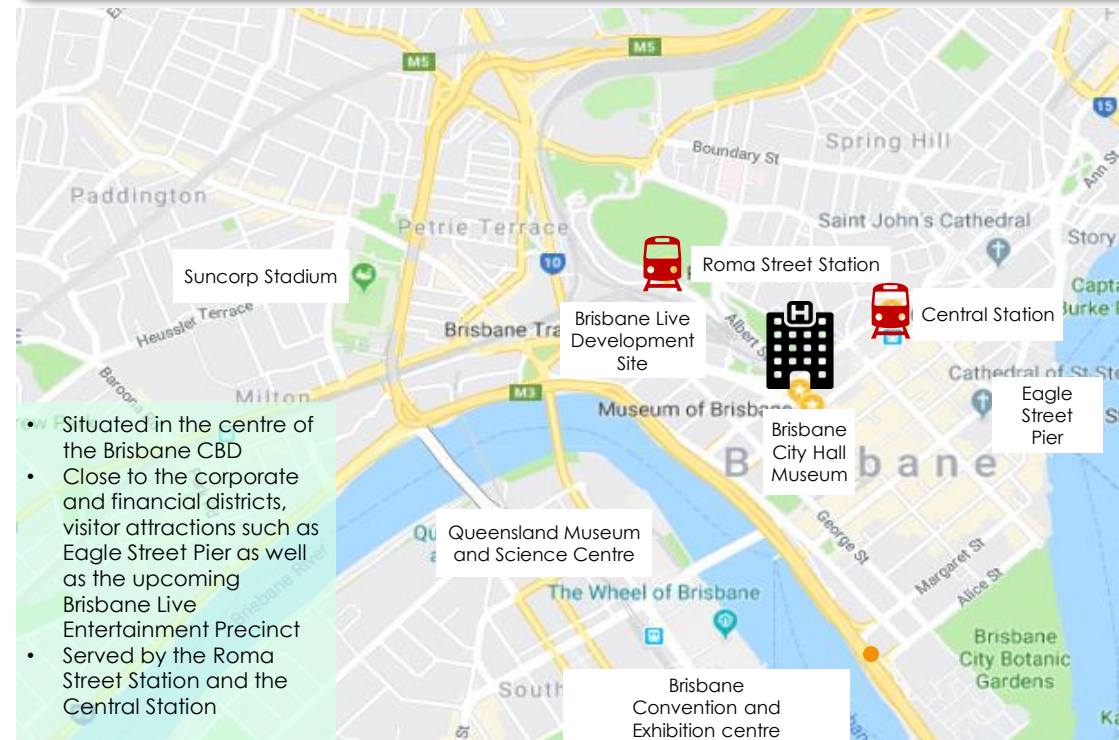 M5
M5
15
Spring Hill
Boundary St
Ann St
Paddington
Saint John's Cathedral
Petrie Terrace
Story
Roma Street Station
10
Suncorp Stadium
H
Central Station
Brisbane Live
Development
Site
Albert
Heussler Terrace
Brisbane Tra
Cathedral of St Ste
M3
Baroona
Milton
Museum of Brisbane
Eagle
Street
Pier
Brisbane
City Hall
Museum
• Situated in the centre of
the Brisbane CBD
• Close to the corporate
and financial districts,
visitor attractions such as
Eagle Street Pier as well
as the upcoming
Brisbane Live
Entertainment Precinct
• Served by the Roma
Street Station and the
Central Station
B bane
George St
Queensland Museum
and Science Centre
Margaret St
Alice St
The Wheel of Brisbane
Brisbane River
Brisbane
City Botanic
Gardens
South
Brisbane
Convention and
Exhibition centre
St
Ka